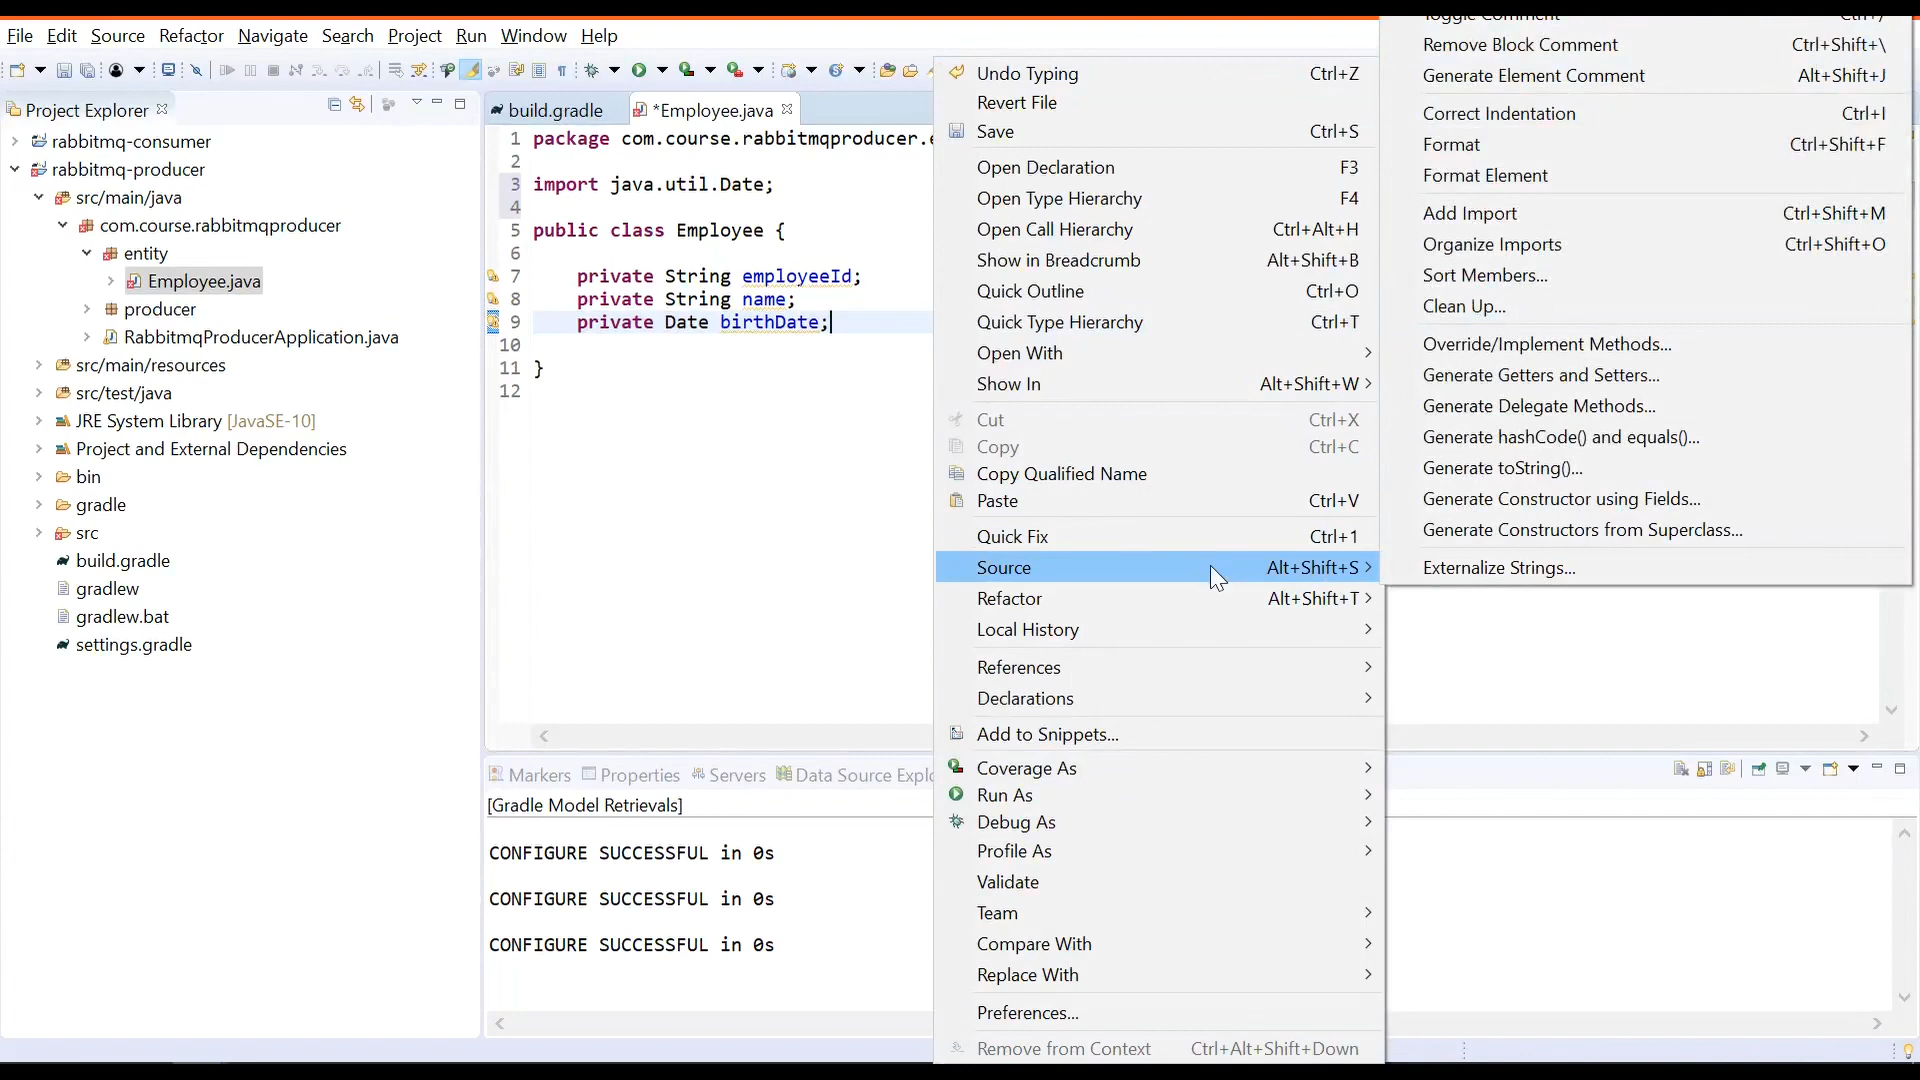 File Edit Source Refactor Navigate Search Project Run Window Help
Project Explorer
rabbitmq-consumer
rabbitmq-producer
src/main/java
com.course.rabbitmqproducer
entity
Employee.java
producer
RabbitmqProducerApplication.java
src/main/resources
src/test/java
JRE System Library [JavaSE-10]
Project and External Dependencies
bin
gradle
src
build.gradle
gradlew
gradlew.bat
settings.gradle
build.gradle *Employee.java
1 package com.course.rabbitmqproducer.
2
3 import java.util.Date;
4
5 public class Employee {
6
7 private String employeeId;
8 private String name;
9 private Date birthDate;
10
11 }
12
Markers Properties Servers Data Source Explo
[Gradle Model Retrievals]
CONFIGURE SUCCESSFUL in 0s
CONFIGURE SUCCESSFUL in 0s
CONFIGURE SUCCESSFUL in 0s
Undo Typing Ctrl+Z
Revert File
Save Ctrl+S
Open Declaration F3
Open Type Hierarchy F4
Open Call Hierarchy Ctrl+Alt+H
Show in Breadcrumb Alt+Shift+B
Quick Outline Ctrl+O
Quick Type Hierarchy Ctrl+T
Open With
Show In Alt+Shift+W
Cut Ctrl+X
Copy Ctrl+C
Copy Qualified Name
Paste Ctrl+V
Quick Fix Ctrl+1
Source Alt+Shift+S
Refactor Alt+Shift+T
Local History
References
Declarations
Add to Snippets...
Coverage As
Run As
Debug As
Profile As
Validate
Team
Compare With
Replace With
Preferences...
Remove from Context Ctrl+Alt+Shift+Down
Toggle Comment Ctrl+/
Remove Block Comment Ctrl+Shift+\
Generate Element Comment Alt+Shift+J
Correct Indentation Ctrl+I
Format Ctrl+Shift+F
Format Element
Add Import Ctrl+Shift+M
Organize Imports Ctrl+Shift+O
Sort Members...
Clean Up...
Override/Implement Methods...
Generate Getters and Setters...
Generate Delegate Methods...
Generate hashCode() and equals()...
Generate toString()...
Generate Constructor using Fields...
Generate Constructors from Superclass...
Externalize Strings...